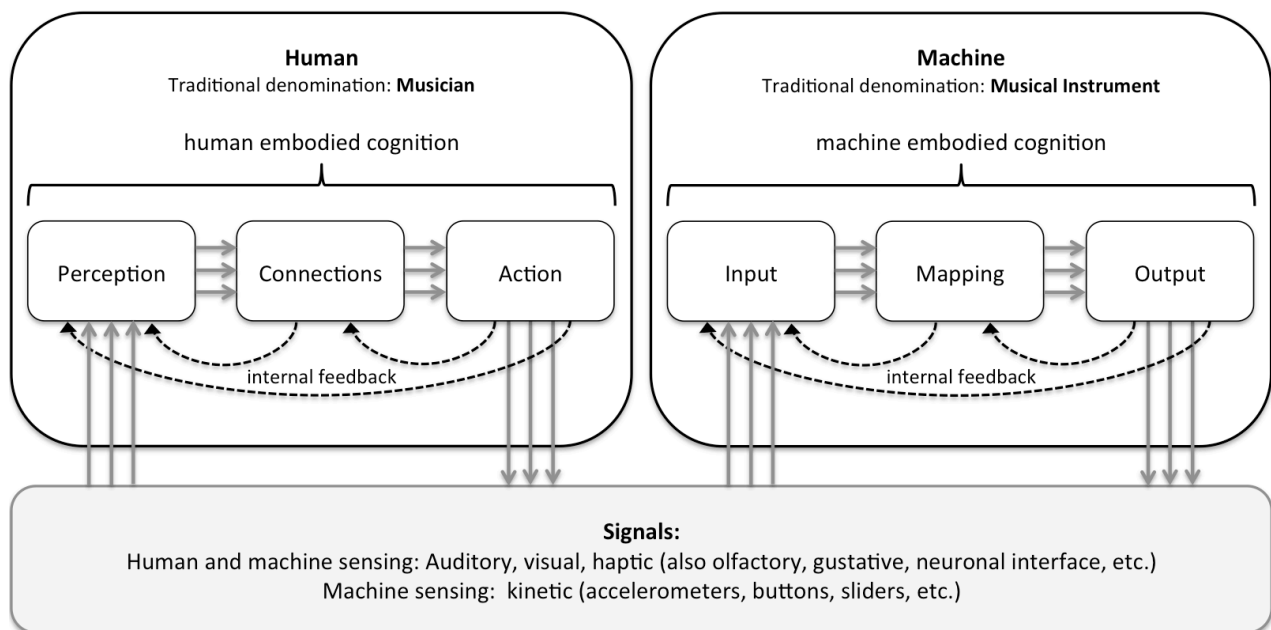 Human
Traditional denomination: Musician
human embodied cognition
Perception
Connections
Action
internal feedback
Machine
Traditional denomination: Musical Instrument
machine embodied cognition
Input
Mapping
Output
internal feedback
Signals:
Human and machine sensing: Auditory, visual, haptic (also olfactory, gustative, neuronal interface, etc.)
Machine sensing: kinetic (accelerometers, buttons, sliders, etc.)